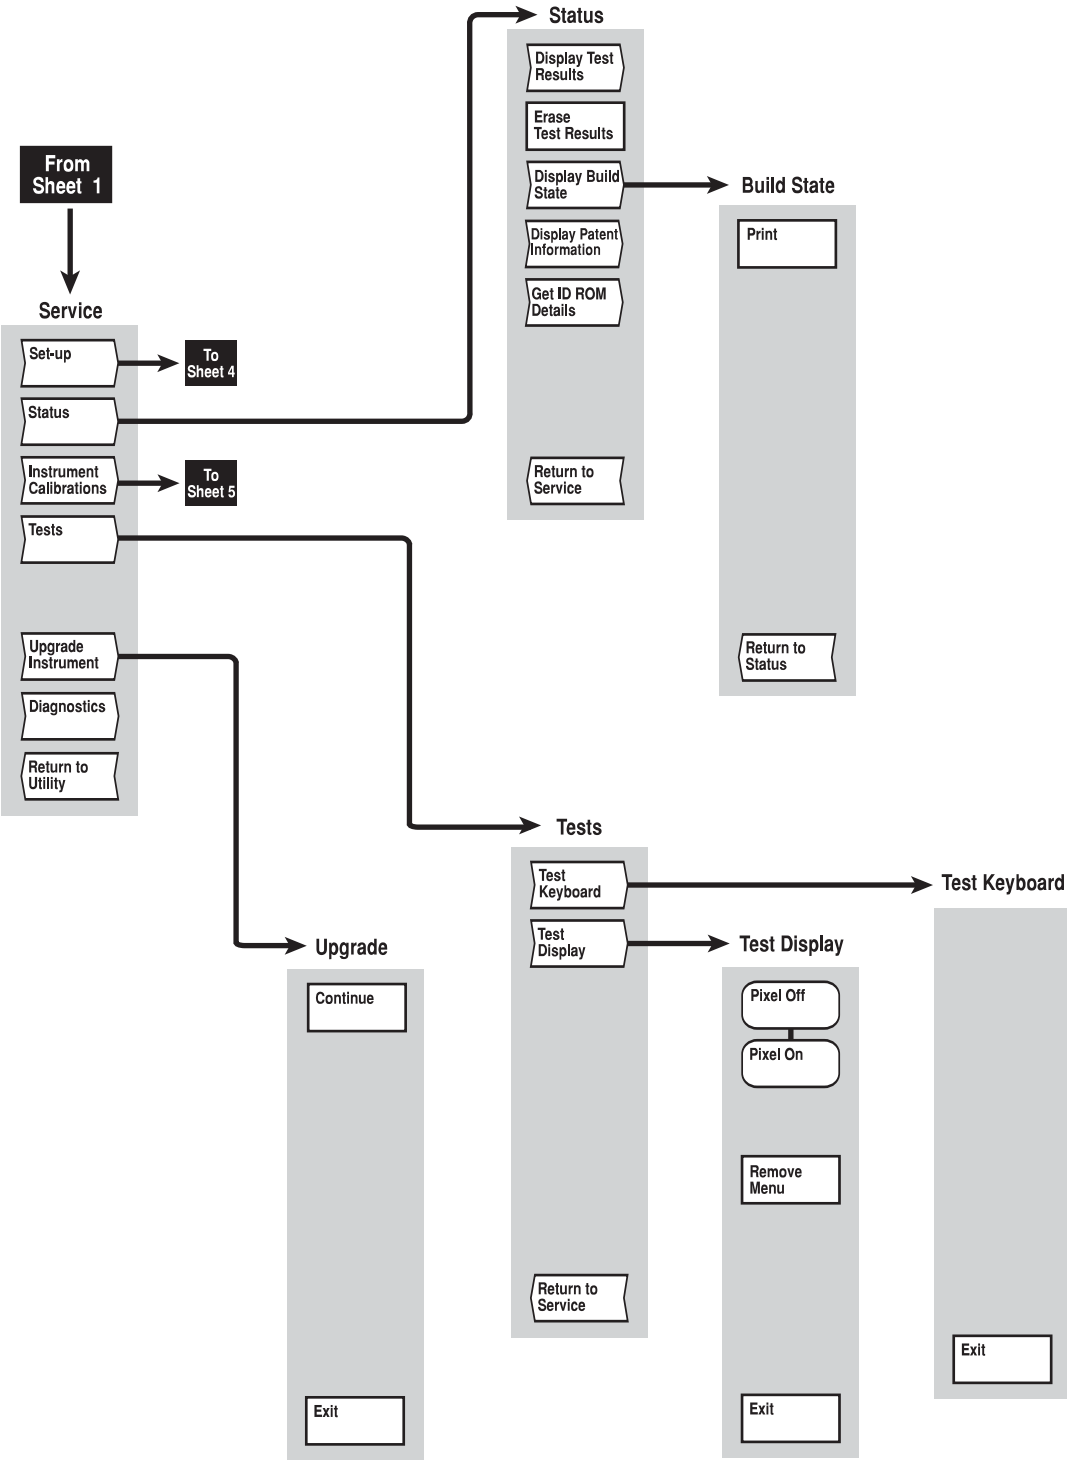 From
Sheet 1
Service
Set-up
To
Sheet 4
Status
Instrument
Calibrations
To
Sheet 5
Tests
Upgrade
Instrument
Diagnostics
Return to
Utility
Status
Display Test
Results
Erase
Test Results
Display Build
State
Display Patent
Information
Get ID ROM
Details
Return to
Service
Build State
Print
Return to
Status
Tests
Test
Keyboard
Test
Display
Return to
Service
Upgrade
Continue
Exit
Test Display
Pixel Off
Pixel On
Remove
Menu
Exit
Test Keyboard
Exit